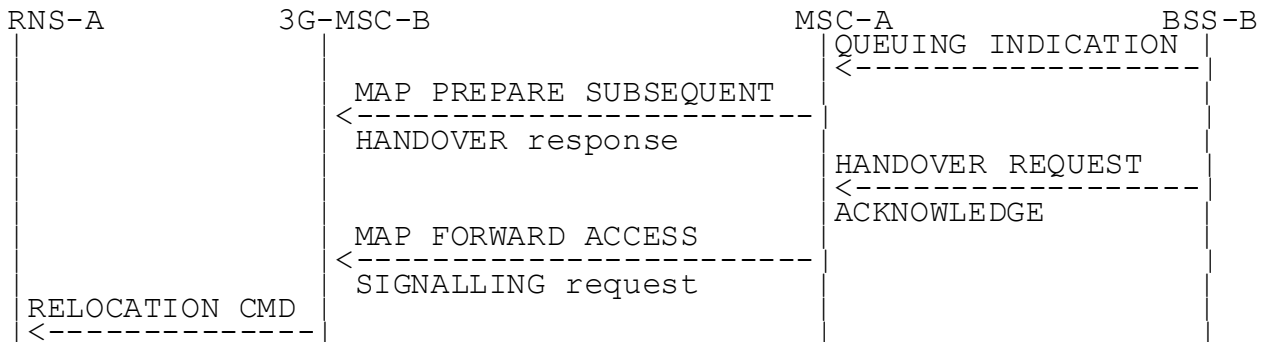 RNS-A 3G-MSC-B MSC-A BSS-B
QUEUING INDICATION
MAP PREPARE SUBSEQUENT
HANDOVER response
HANDOVER REQUEST
ACKNOWLEDGE
MAP FORWARD ACCESS
SIGNALLING request
RELOCATION CMD